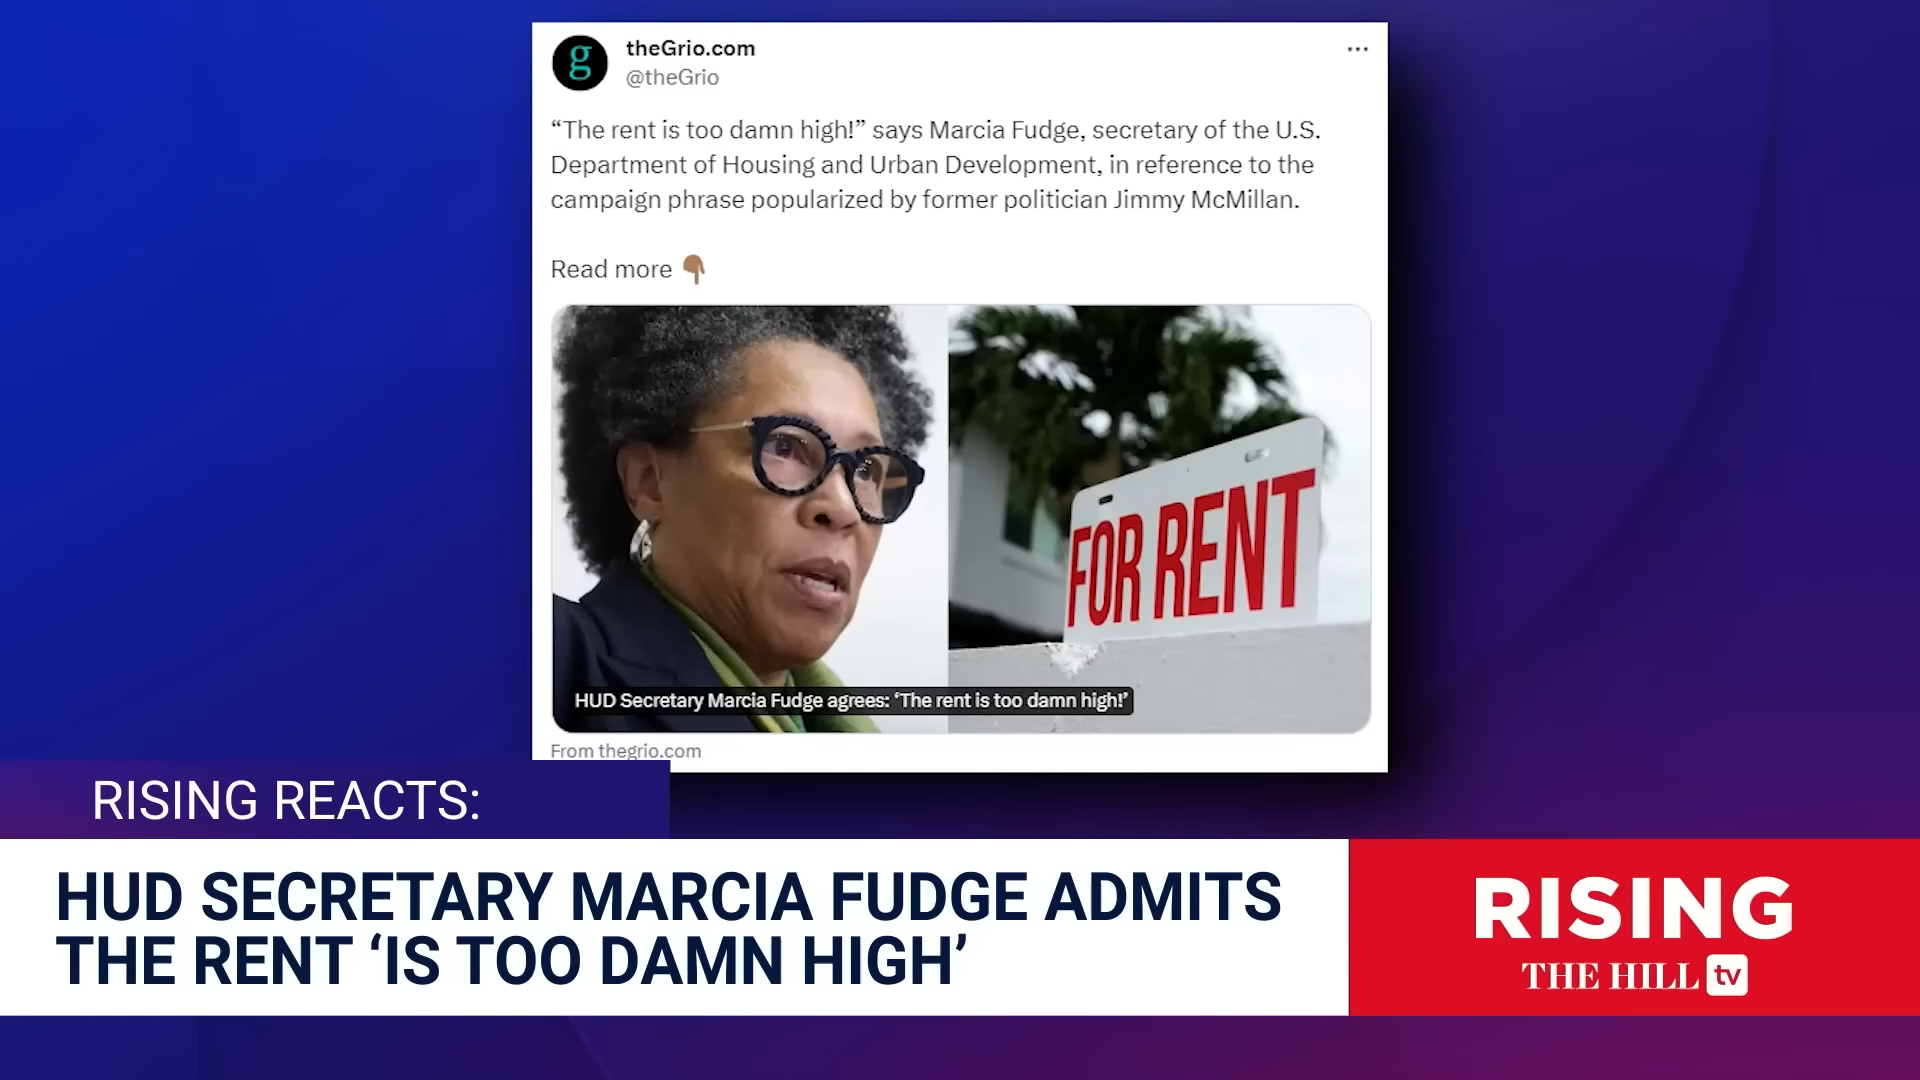 g
theGrio.com
@theGrio
“The rent is too damn high!” says Marcia Fudge, secretary of the U.S.
Department of Housing and Urban Development, in reference to the
campaign phrase popularized by former politician Jimmy McMillan.
Read more
FOR RENT
HUD Secretary Marcia Fudge agrees: ‘The rent is too damn high!’
From thegrio.com
RISING REACTS:
HUD SECRETARY MARCIA FUDGE ADMITS
THE RENT ‘IS TOO DAMN HIGH’
RISING
THE HILL tv